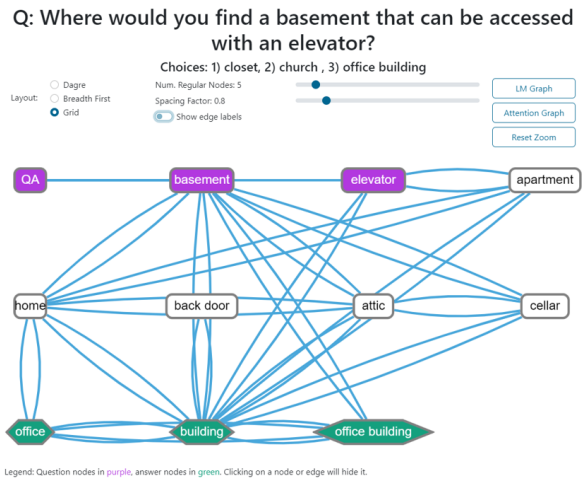 Q: Where would you find a basement that can be accessed
with an elevator?
Choices: 1) closet, 2) church , 3) office building
Layout:
Dagre
Breadth First
Grid
Num. Regular Nodes: 5
Spacing Factor: 0.8
Show edge labels
LM Graph
Attention Graph
Reset Zoom
QA basement elevator apartment
home back door attic cellar
office building office building
Legend: Question nodes in purple, answer nodes in green. Clicking on a node or edge will hide it.